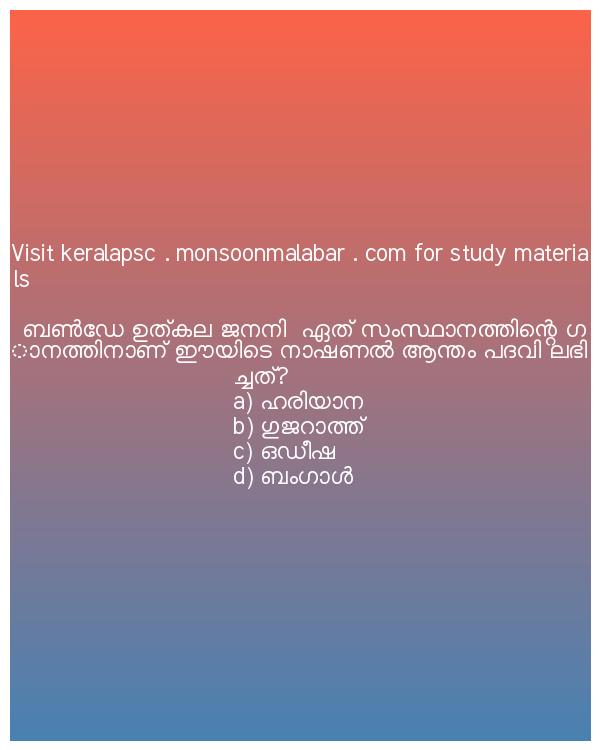 Visit keralapsc . monsoonmalabar . com for study materia
ls
ബൺഡേ ഉത്കല ജനനി  ഏത് സംസ്ഥാനത്തിന്റെ ഗ
ാനത്തിനാണ് ഈയിടെ നാഷണൽ ആന്തം പദവി ലഭി
ച്ചത്?
a) ഹരിയാന
b) ഗുജറാത്ത്
c) ഒഡീഷ
d) ബംഗാൾ